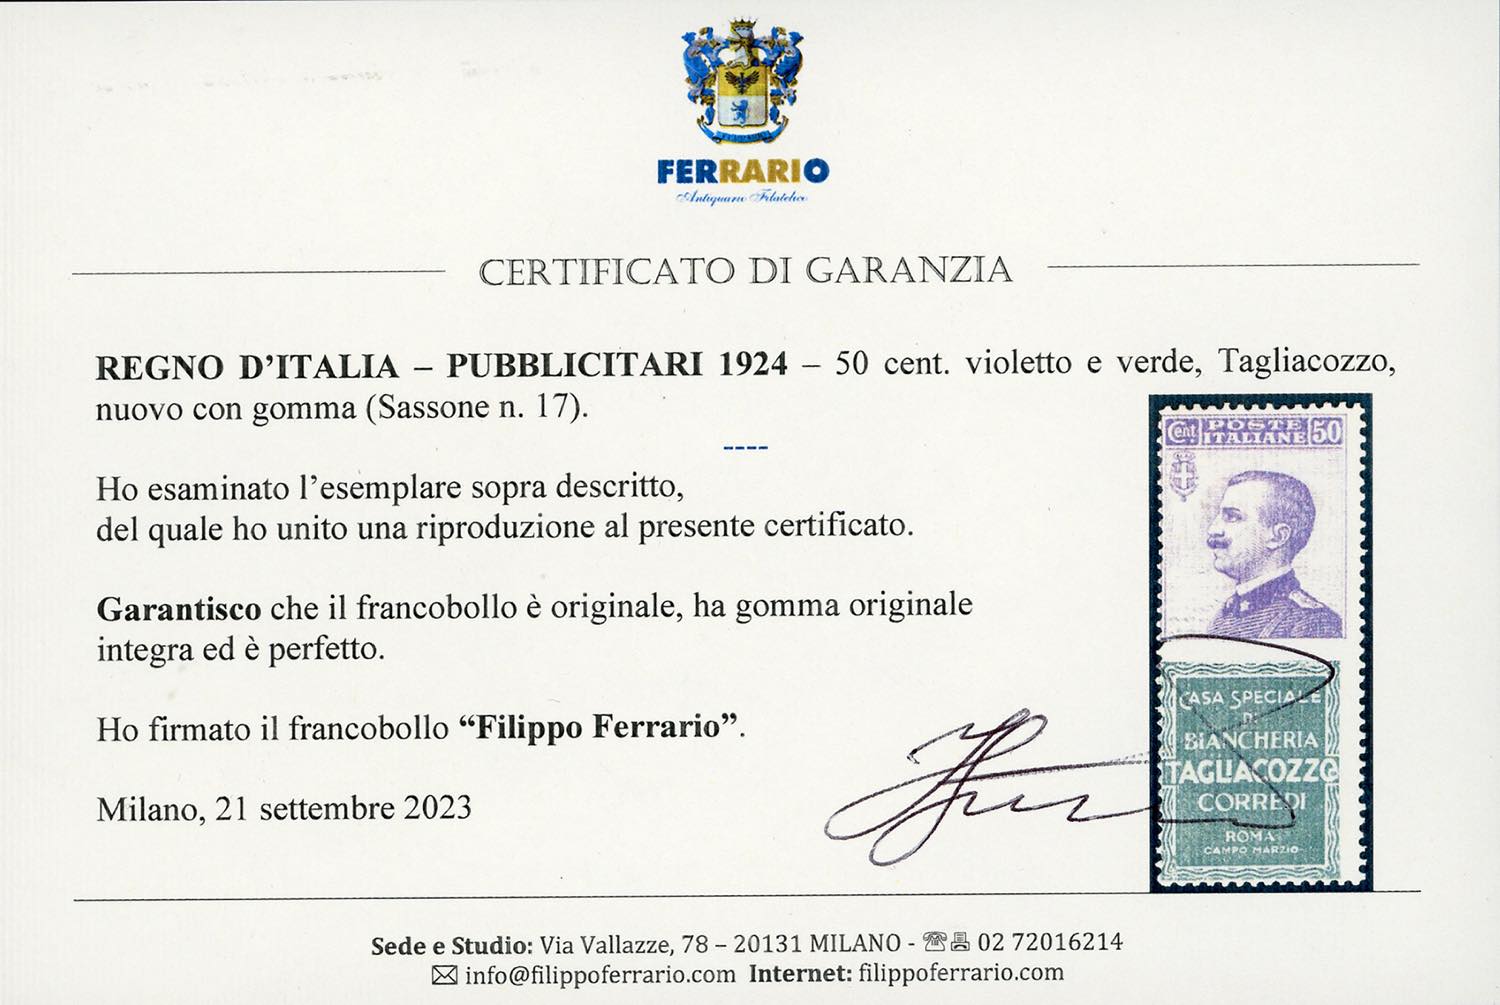 FERRARIO
Antiquario Filatelico
CERTIFICATO DI GARANZIA
REGNO D’ITALIA – PUBBLICITARI 1924 – 50 cent. violetto e verde, Tagliacozzo,
nuovo con gomma (Sassone n. 17).
----
Ho esaminato l’esemplare sopra descritto,
del quale ho unito una riproduzione al presente certificato.
Garantisco che il francobollo è originale, ha gomma originale
integra ed è perfetto.
Ho firmato il francobollo “Filippo Ferrario”.
Milano, 21 settembre 2023
Cent. POSTE ITALIANE 50
CASA SPECIALE
DI
BIANCHERIA
TAGLIACOZZO
CORREDI
ROMA
CAMPO MARZIO
Sede e Studio: Via Vallazze, 78 – 20131 MILANO - 02 72016214
info@filippoferrario.com Internet: filippoferrario.com